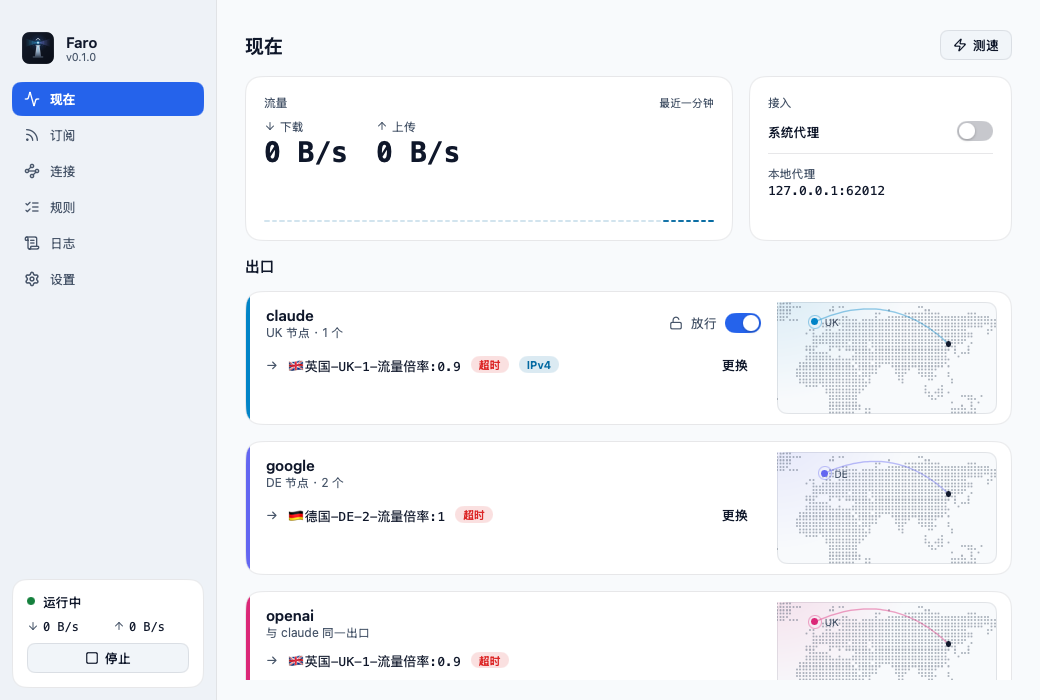 Faro
v0.1.0
现在
订阅
连接
规则
日志
设置
运行中
0 B/s 0 B/s
停止
现在
测速
流量 最近一分钟
下载 上传
0 B/s 0 B/s
接入
系统代理
本地代理
127.0.0.1:62012
出口
claude
UK 节点 · 1 个
放行
→ 🇬🇧英国-UK-1-流量倍率:0.9 超时 IPv4
更换
UK
google
DE 节点 · 2 个
→ 🇩🇪德国-DE-2-流量倍率:1 超时
更换
DE
openai
与 claude 同一出口
→ 🇬🇧英国-UK-1-流量倍率:0.9 超时
UK